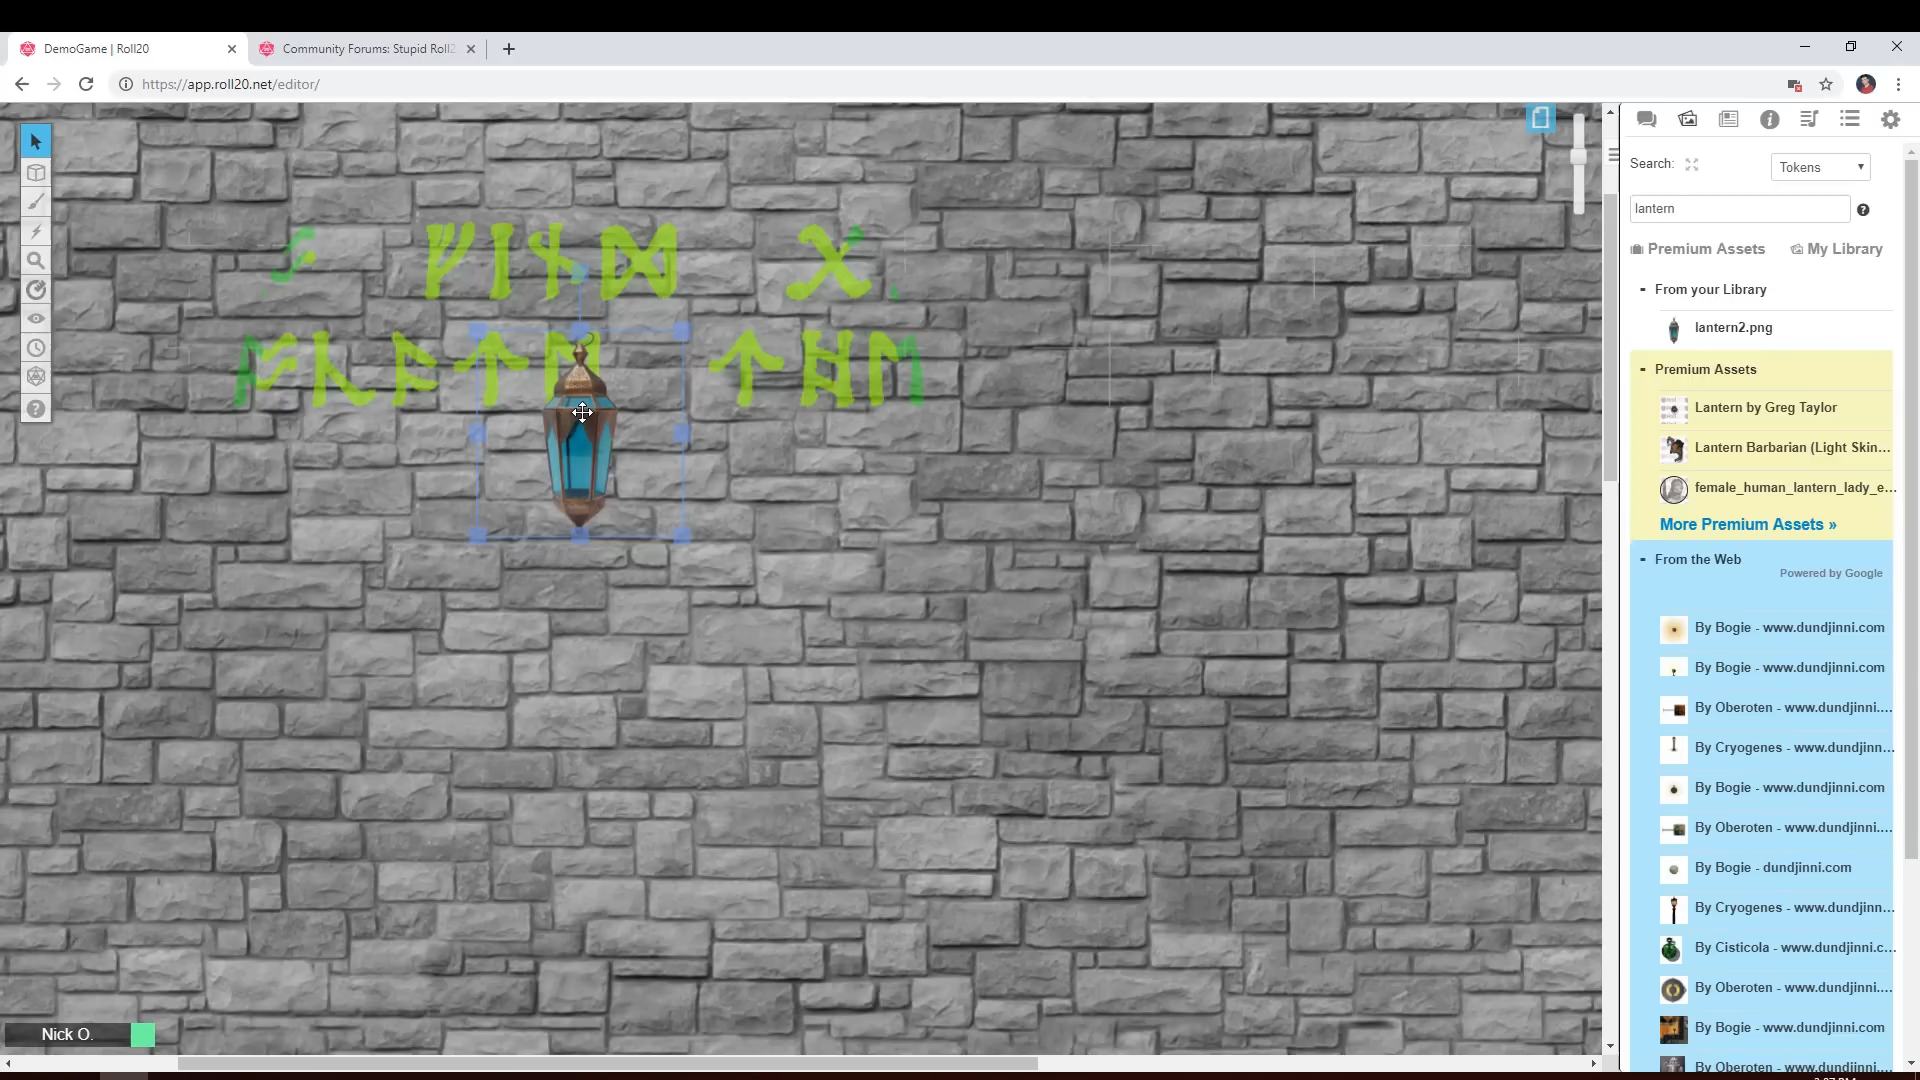 DemoGame | Roll20
Community Forums: Stupid Roll2
https://app.roll20.net/editor/
Search:
Tokens
lantern
Premium Assets
My Library
From your Library
lantern2.png
Premium Assets
Lantern by Greg Taylor
Lantern Barbarian (Light Skin...
female_human_lantern_lady_e...
More Premium Assets »
From the Web
Powered by Google
By Bogie - www.dundjinni.com
By Bogie - www.dundjinni.com
By Oberoten - www.dundjinni....
By Cryogenes - www.dundjinn...
By Bogie - www.dundjinni.com
By Oberoten - www.dundjinni....
By Bogie - dundjinni.com
By Cryogenes - www.dundjinn...
By Cisticola - www.dundjinni.c...
By Oberoten - www.dundjinni....
By Bogie - www.dundjinni.com
By Oberoten - www.dundjinni....
Nick O.